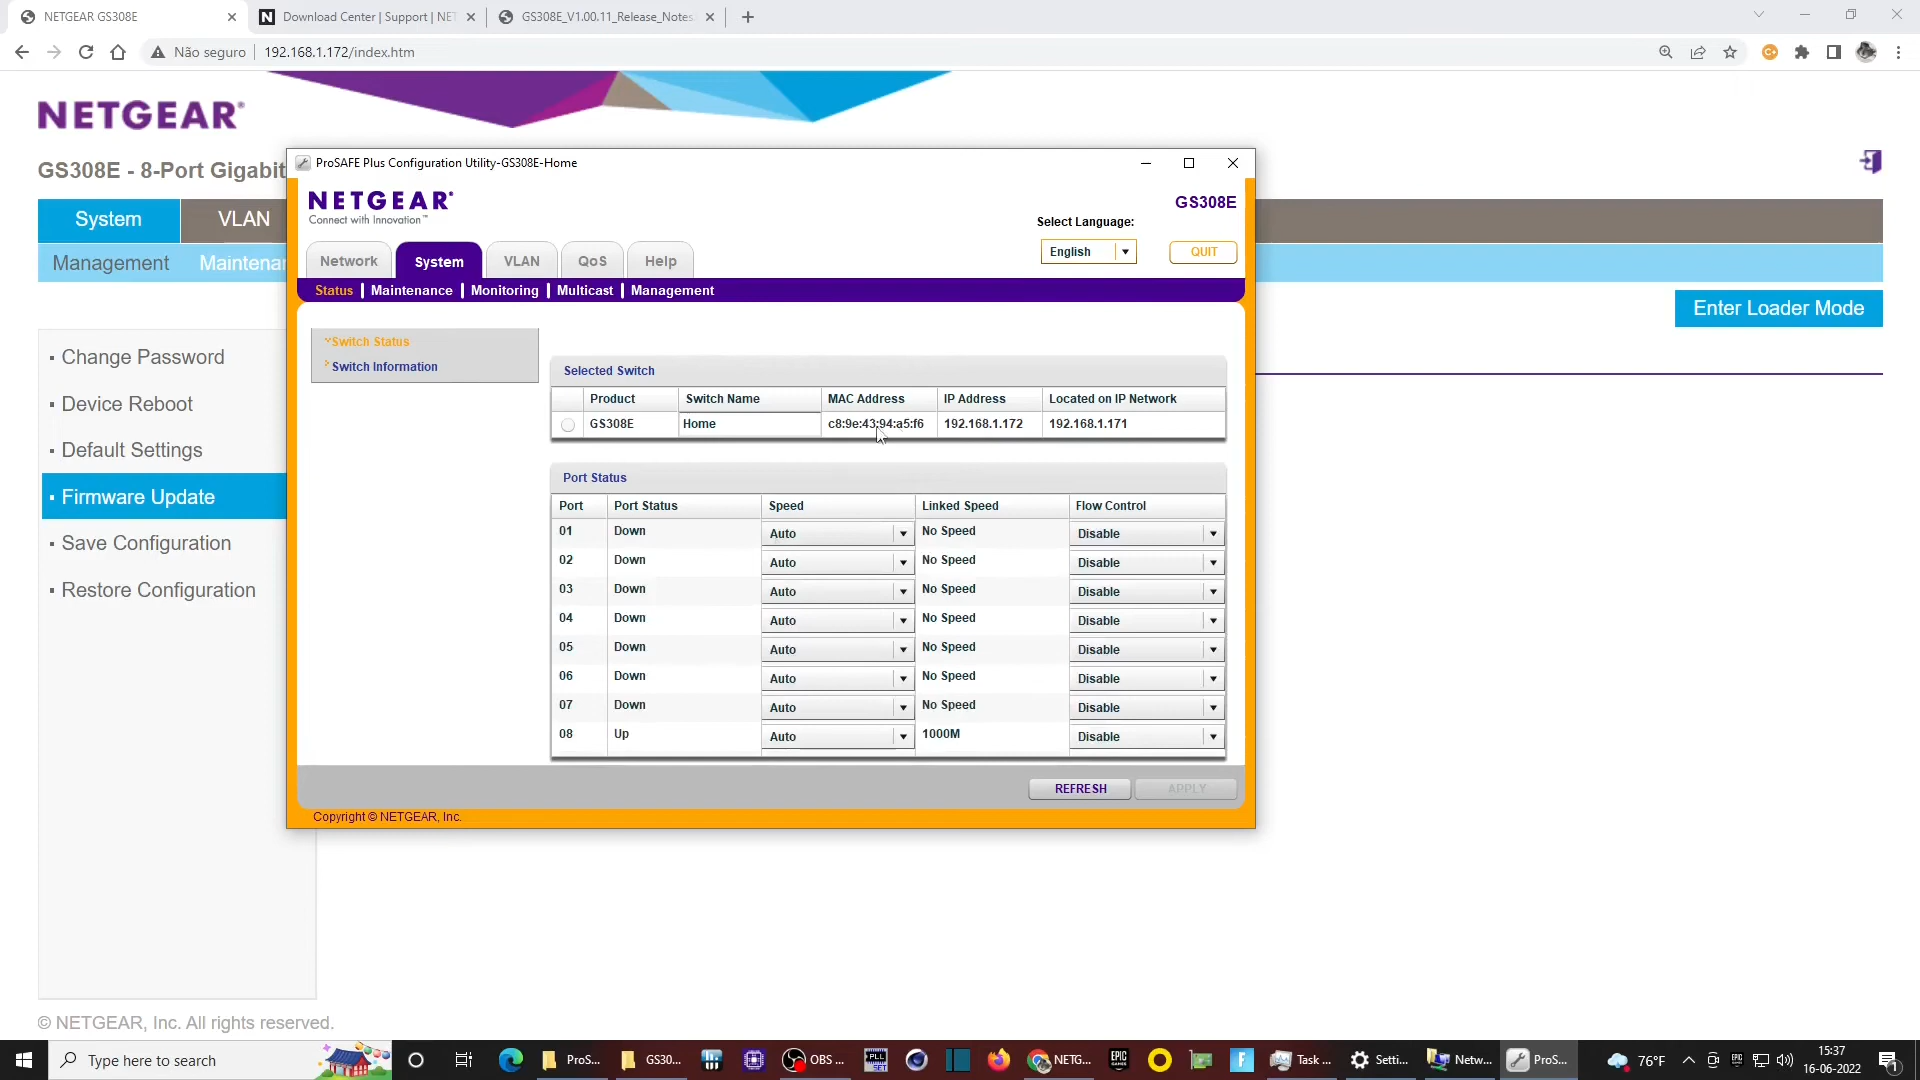 NETGEAR GS308E
Download Center | Support | NET
GS308E_V1.00.11_Release_Notes
Não seguro
192.168.1.172/index.htm
NETGEAR®
GS308E - 8-Port Gigabit
System
VLAN
Management
Maintenan
Enter Loader Mode
Change Password
Default Settings
Device Reboot
Firmware Update
Save Configuration
Restore Configuration
© NETGEAR, Inc. All rights reserved.
ProSAFE Plus Configuration Utility-GS308E-Home
NETGEAR®
Connect with Innovation™
GS308E
Select Language:
English
QUIT
Network
System
VLAN
QoS
Help
Status | Maintenance | Monitoring | Multicast | Management
Switch Status
Switch Information
Selected Switch
Product Switch Name MAC Address IP Address Located on IP Network
GS308E Home c8:9e:43:94:a5:f6 192.168.1.172 192.168.1.171
Port Status
Port Port Status Speed Linked Speed Flow Control
01 Down Auto No Speed Disable
02 Down Auto No Speed Disable
03 Down Auto No Speed Disable
04 Down Auto No Speed Disable
05 Down Auto No Speed Disable
06 Down Auto No Speed Disable
07 Down Auto No Speed Disable
08 Up Auto 1000M Disable
REFRESH
APPLY
Copyright © NETGEAR, Inc.
Type here to search
ProS...
GS30...
PLL SET
OBS ...
NETG...
EPIC GAMES
Task ...
Setti...
Netw...
ProS...
76°F
15:37
16-06-2022
1